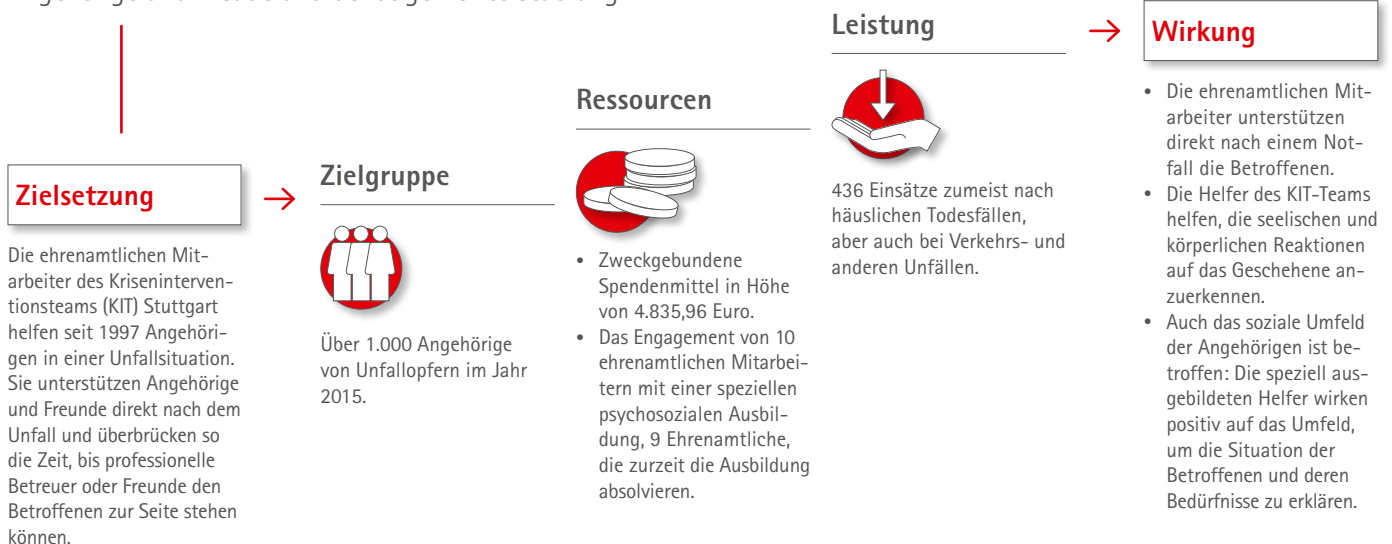 Zielsetzung
Die ehrenamtlichen Mit-
arbeiter des Kriseninterven-
tionsteams (KIT) Stuttgart
helfen seit 1997 Angehöri-
gen in einer Unfallsituation.
Sie unterstützen Angehörige
und Freunde direkt nach dem
Unfall und überbrücken so
die Zeit, bis professionelle
Betreuer oder Freunde den
Betroffenen zur Seite stehen
können.
Zielgruppe
Über 1.000 Angehörige
von Unfallopfern im Jahr
2015.
Ressourcen
• Zweckgebundene
Spendenmittel in Höhe
von 4.835,96 Euro.
• Das Engagement von 10
ehrenamtlichen Mitarbei-
tern mit einer speziellen
psychosozialen Ausbil-
dung, 9 Ehrenamtliche,
die zurzeit die Ausbildung
absolvieren.
Leistung
436 Einsätze zumeist nach
häuslichen Todesfällen,
aber auch bei Verkehrs- und
anderen Unfällen.
Wirkung
• Die ehrenamtlichen Mit-
arbeiter unterstützen
direkt nach einem Not-
fall die Betroffenen.
• Die Helfer des KIT-Teams
helfen, die seelischen und
körperlichen Reaktionen
auf das Geschehene an-
zuerkennen.
• Auch das soziale Umfeld
der Angehörigen ist be-
troffen: Die speziell aus-
gebildeten Helfer wirken
positiv auf das Umfeld,
um die Situation der
Betroffenen und deren
Bedürfnisse zu erklären.